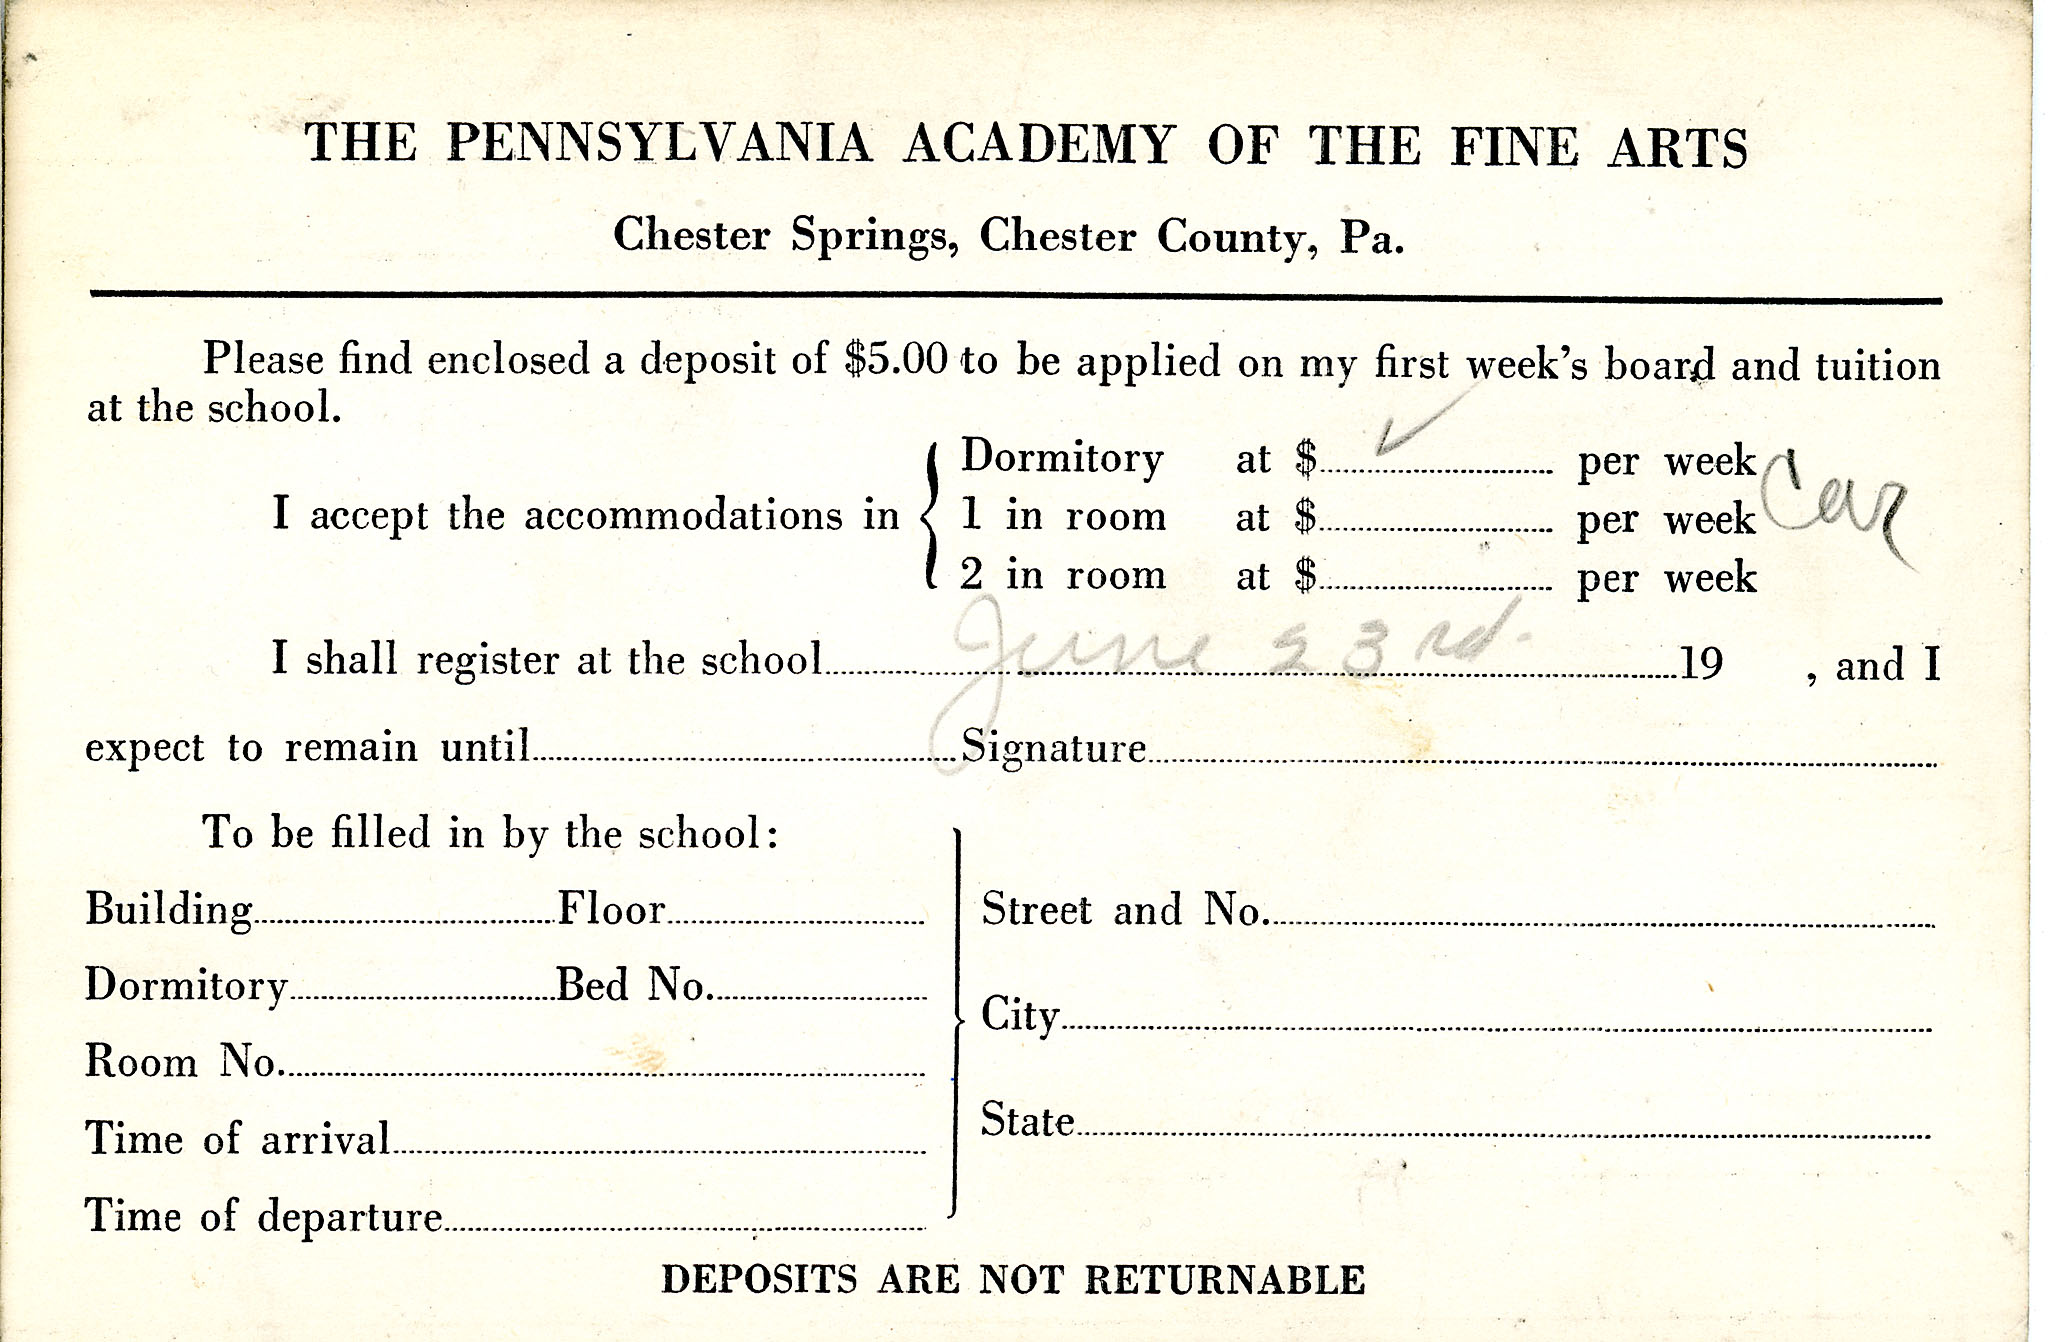 THE PENNSYLVANIA ACADEMY OF THE FINE ARTS
Chester Springs, Chester County, Pa.
Please find enclosed a deposit of $5.00 to be applied on my first week's board and tuition
at the school.
I accept the accommodations in
Dormitory at $ ✓ per week
1 in room at $ per week
2 in room at $ per week
Car
I shall register at the school June 23rd. 19 , and I
expect to remain until Signature
To be filled in by the school:
Building Floor
Dormitory Bed No.
Room No.
Time of arrival
Time of departure
Street and No.
City
State
DEPOSITS ARE NOT RETURNABLE